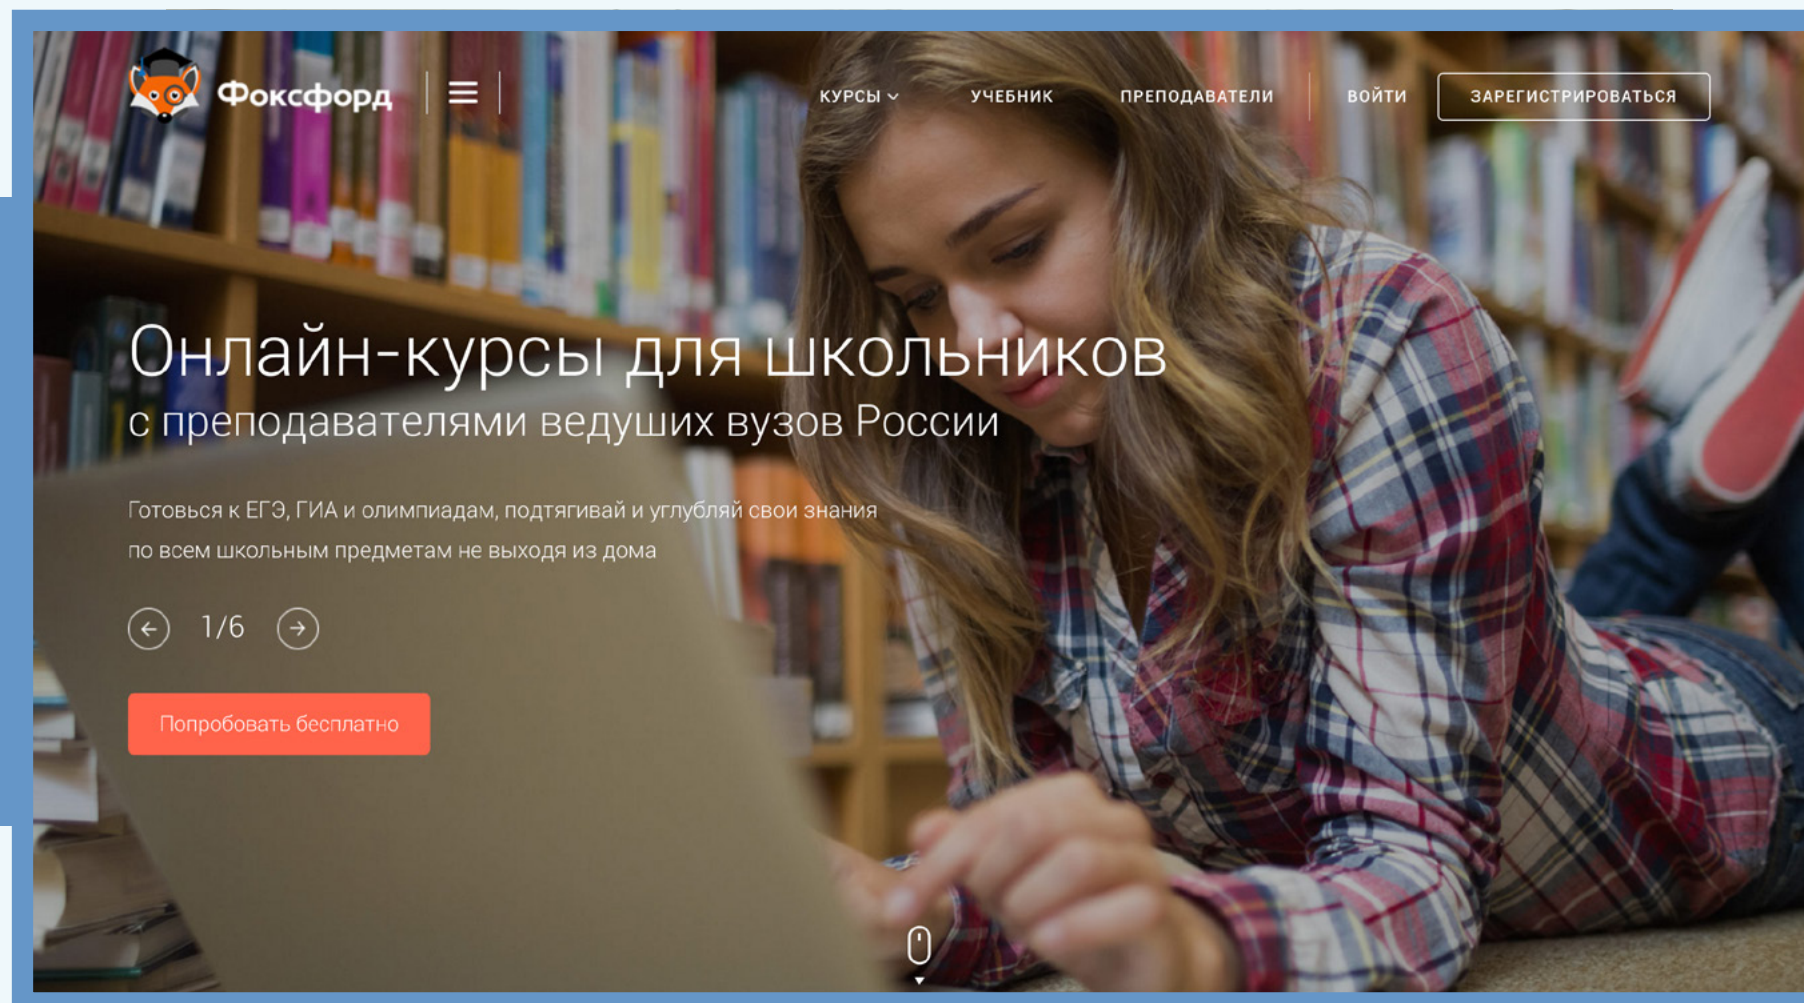 Фоксфорд
КУРСЫ
УЧЕБНИК
ПРЕПОДАВАТЕЛИ
ВОЙТИ
ЗАРЕГИСТРИРОВАТЬСЯ
Онлайн-курсы для школьников
с преподавателями ведуших вузов России
Готовься к ЕГЭ, ГИА и олимпиадам, подтягивай и углубляй свои знания
по всем школьным предметам не выходя из дома
1/6
Попробовать бесплатно